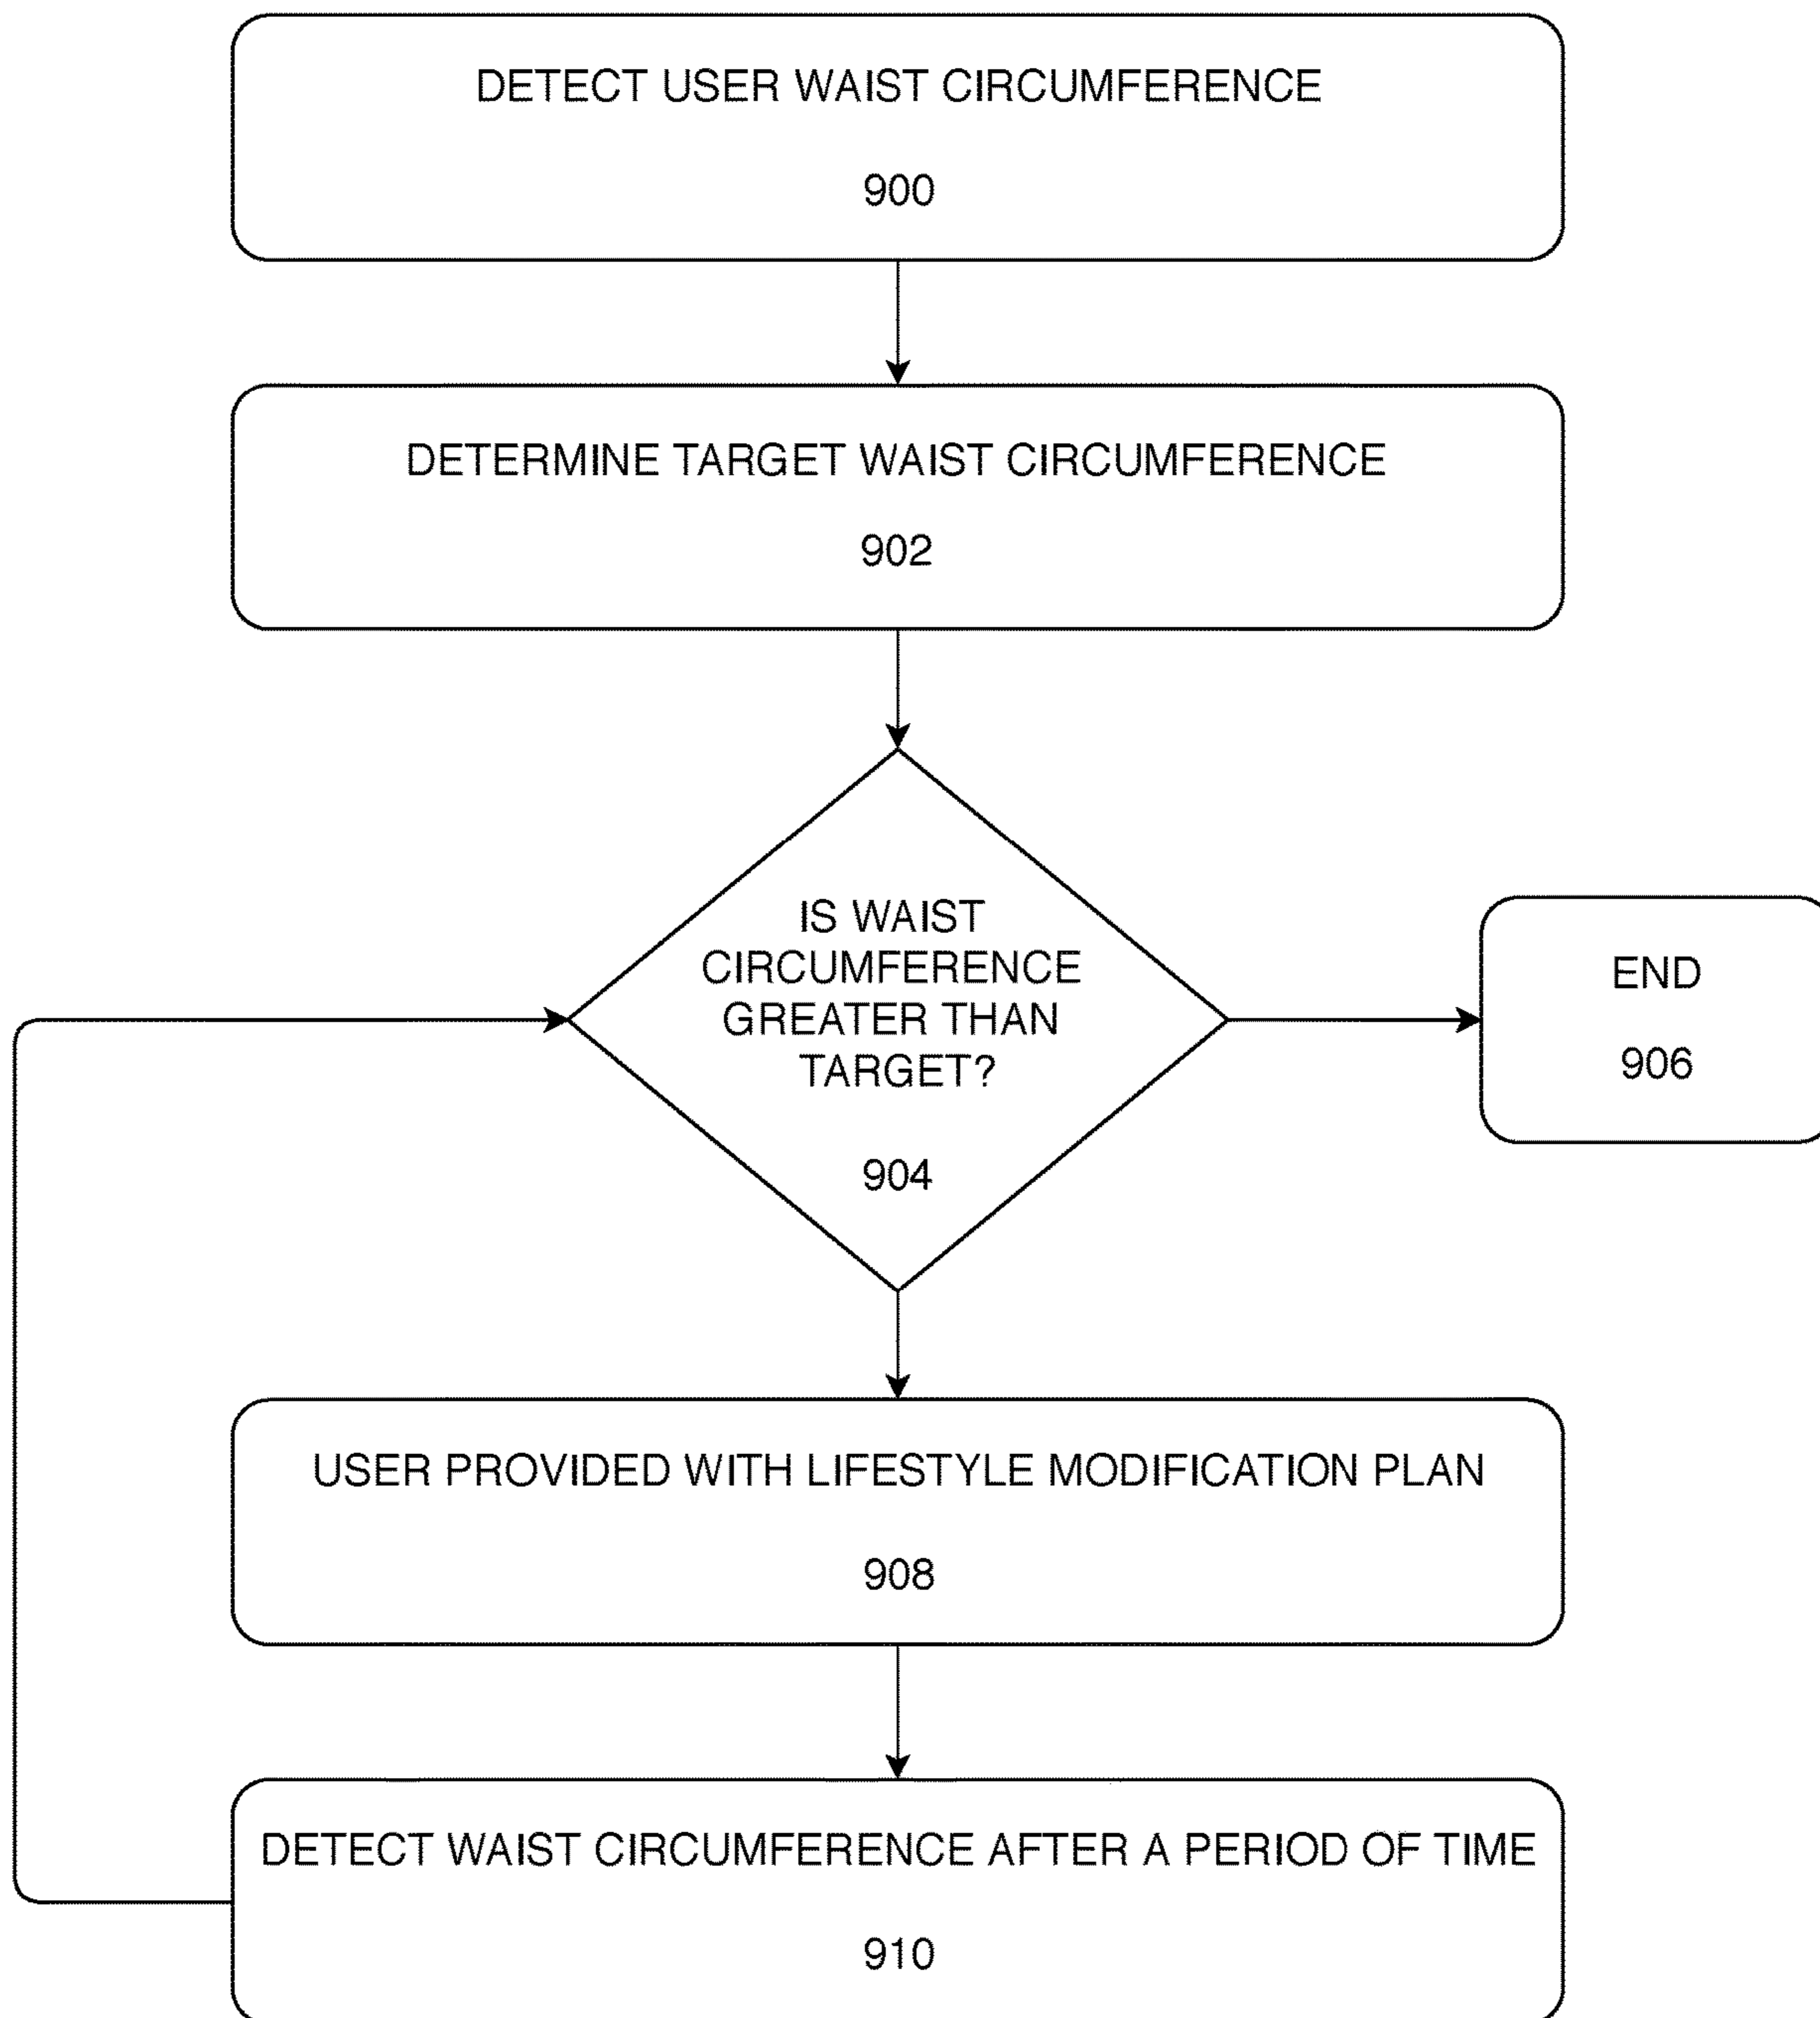 DETECT USER WAIST CIRCUMFERENCE
900
DETERMINE TARGET WAIST CIRCUMFERENCE
902
IS WAIST
CIRCUMFERENCE
GREATER THAN
TARGET?
904
END
906
USER PROVIDED WITH LIFESTYLE MODIFICATION PLAN
908
DETECT WAIST CIRCUMFERENCE AFTER A PERIOD OF TIME
910